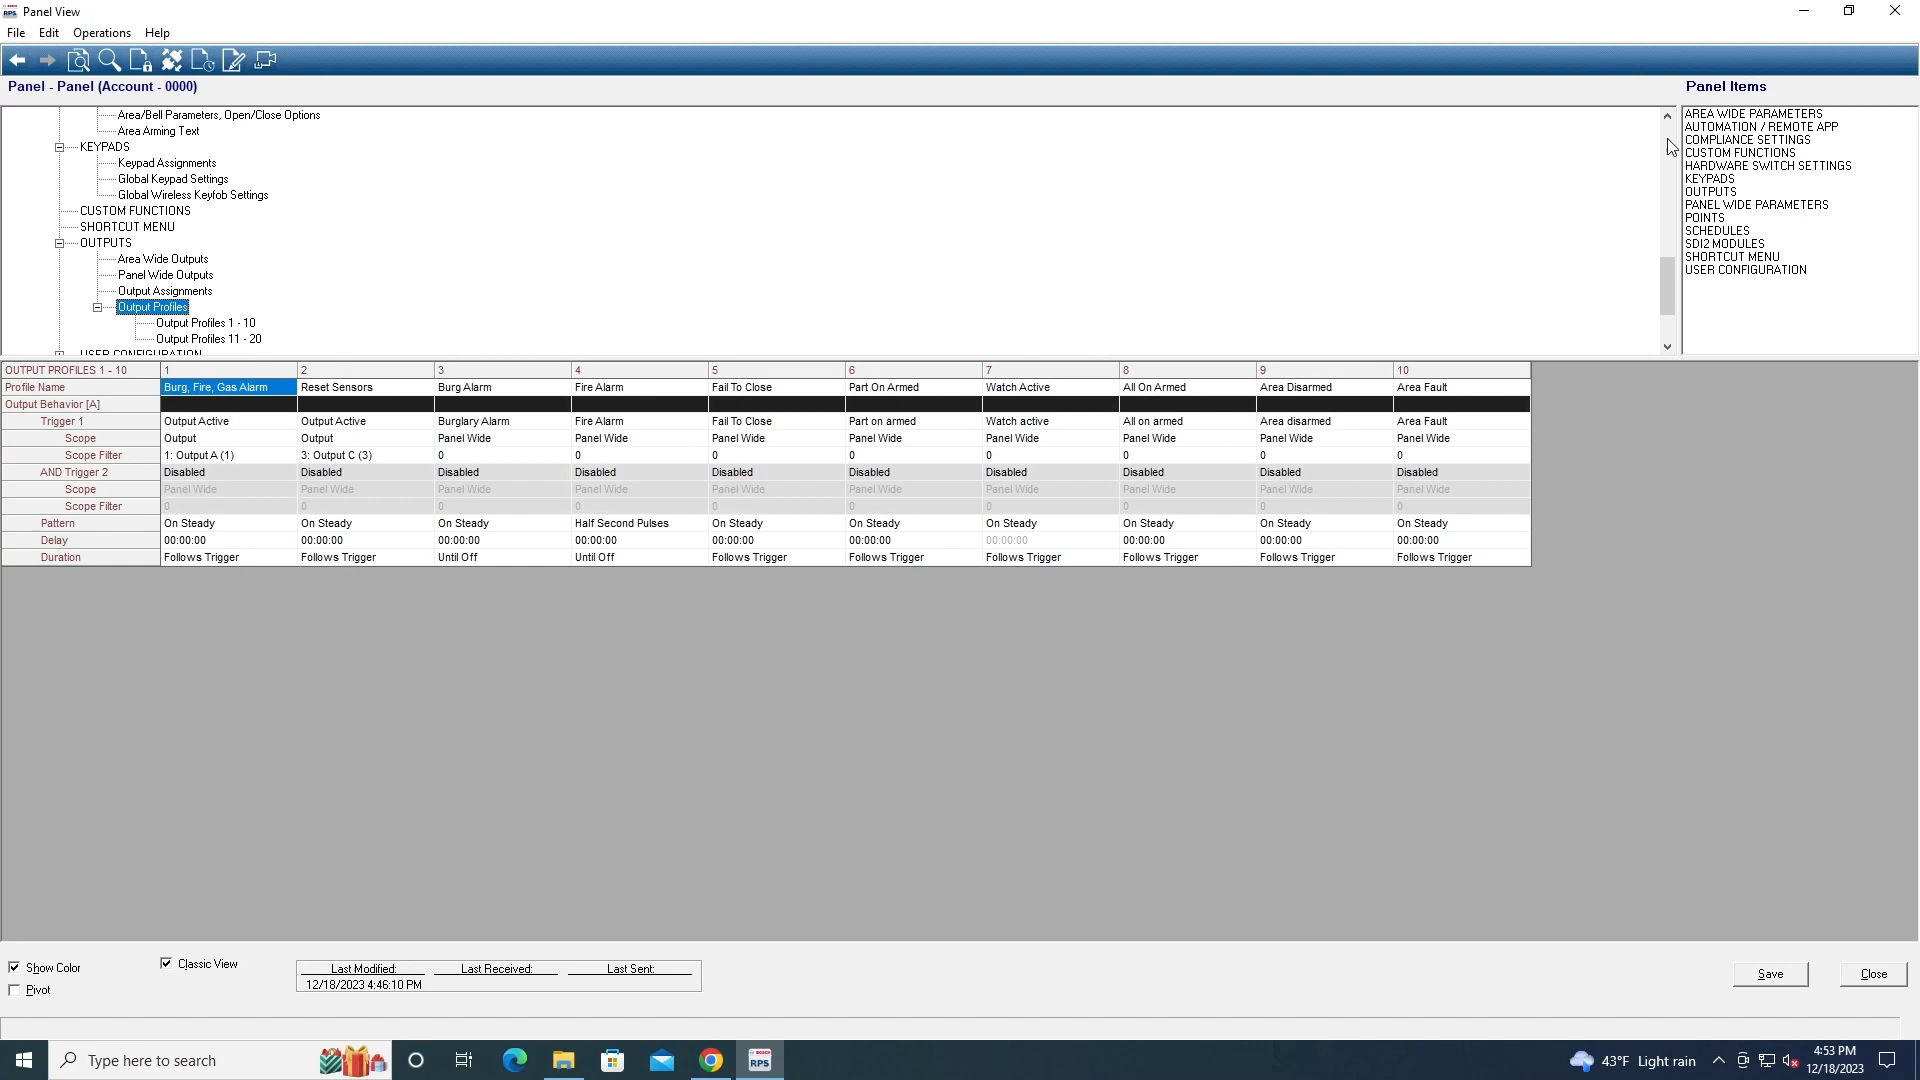 Panel View
File Edit Operations Help
Panel - Panel (Account - 0000)
Panel Items
Area/Bell Parameters, Open/Close Options
Area Arming Text
KEYPADS
Keypad Assignments
Global Keypad Settings
Global Wireless Keyfob Settings
CUSTOM FUNCTIONS
SHORTCUT MENU
OUTPUTS
Area Wide Outputs
Panel Wide Outputs
Output Assignments
Output Profiles
Output Profiles 1 - 10
Output Profiles 11 - 20
USER CONFIGURATION
AREA WIDE PARAMETERS
AUTOMATION / REMOTE APP
COMPLIANCE SETTINGS
CUSTOM FUNCTIONS
HARDWARE SWITCH SETTINGS
KEYPADS
OUTPUTS
PANEL WIDE PARAMETERS
POINTS
SCHEDULES
SDI2 MODULES
SHORTCUT MENU
USER CONFIGURATION
OUTPUT PROFILES 1 - 10 1 2 3 4 5 6 7 8 9 10
Profile Name Burg, Fire, Gas Alarm Reset Sensors Burg Alarm Fire Alarm Fail To Close Part On Armed Watch Active All On Armed Area Disarmed Area Fault
Output Behavior [A]
Trigger 1 Output Active Output Active Burglary Alarm Fire Alarm Fail To Close Part on armed Watch active All on armed Area disarmed Area Fault
Scope Output Output Panel Wide Panel Wide Panel Wide Panel Wide Panel Wide Panel Wide Panel Wide Panel Wide
Scope Filter 1: Output A (1) 3: Output C (3) 0 0 0 0 0 0 0 0
AND Trigger 2 Disabled Disabled Disabled Disabled Disabled Disabled Disabled Disabled Disabled Disabled
Scope Panel Wide Panel Wide Panel Wide Panel Wide Panel Wide Panel Wide Panel Wide Panel Wide Panel Wide Panel Wide
Scope Filter 0 0 0 0 0 0 0 0 0 0
Pattern On Steady On Steady On Steady Half Second Pulses On Steady On Steady On Steady On Steady On Steady On Steady
Delay 00:00:00 00:00:00 00:00:00 00:00:00 00:00:00 00:00:00 00:00:00 00:00:00 00:00:00 00:00:00
Duration Follows Trigger Follows Trigger Until Off Until Off Follows Trigger Follows Trigger Follows Trigger Follows Trigger Follows Trigger Follows Trigger
Show Color
Pivot
Classic View
Last Modified: Last Received: Last Sent:
12/18/2023 4:46:10 PM
Save
Close
Type here to search
RPS
43°F Light rain
4:53 PM
12/18/2023